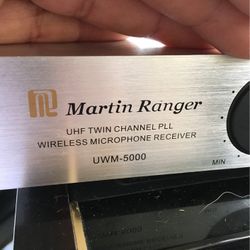 Martin Ranger
UHF TWIN CHANNEL PLL
WIRELESS MICROPHONE RECEIVER
UWM-5000
MIN